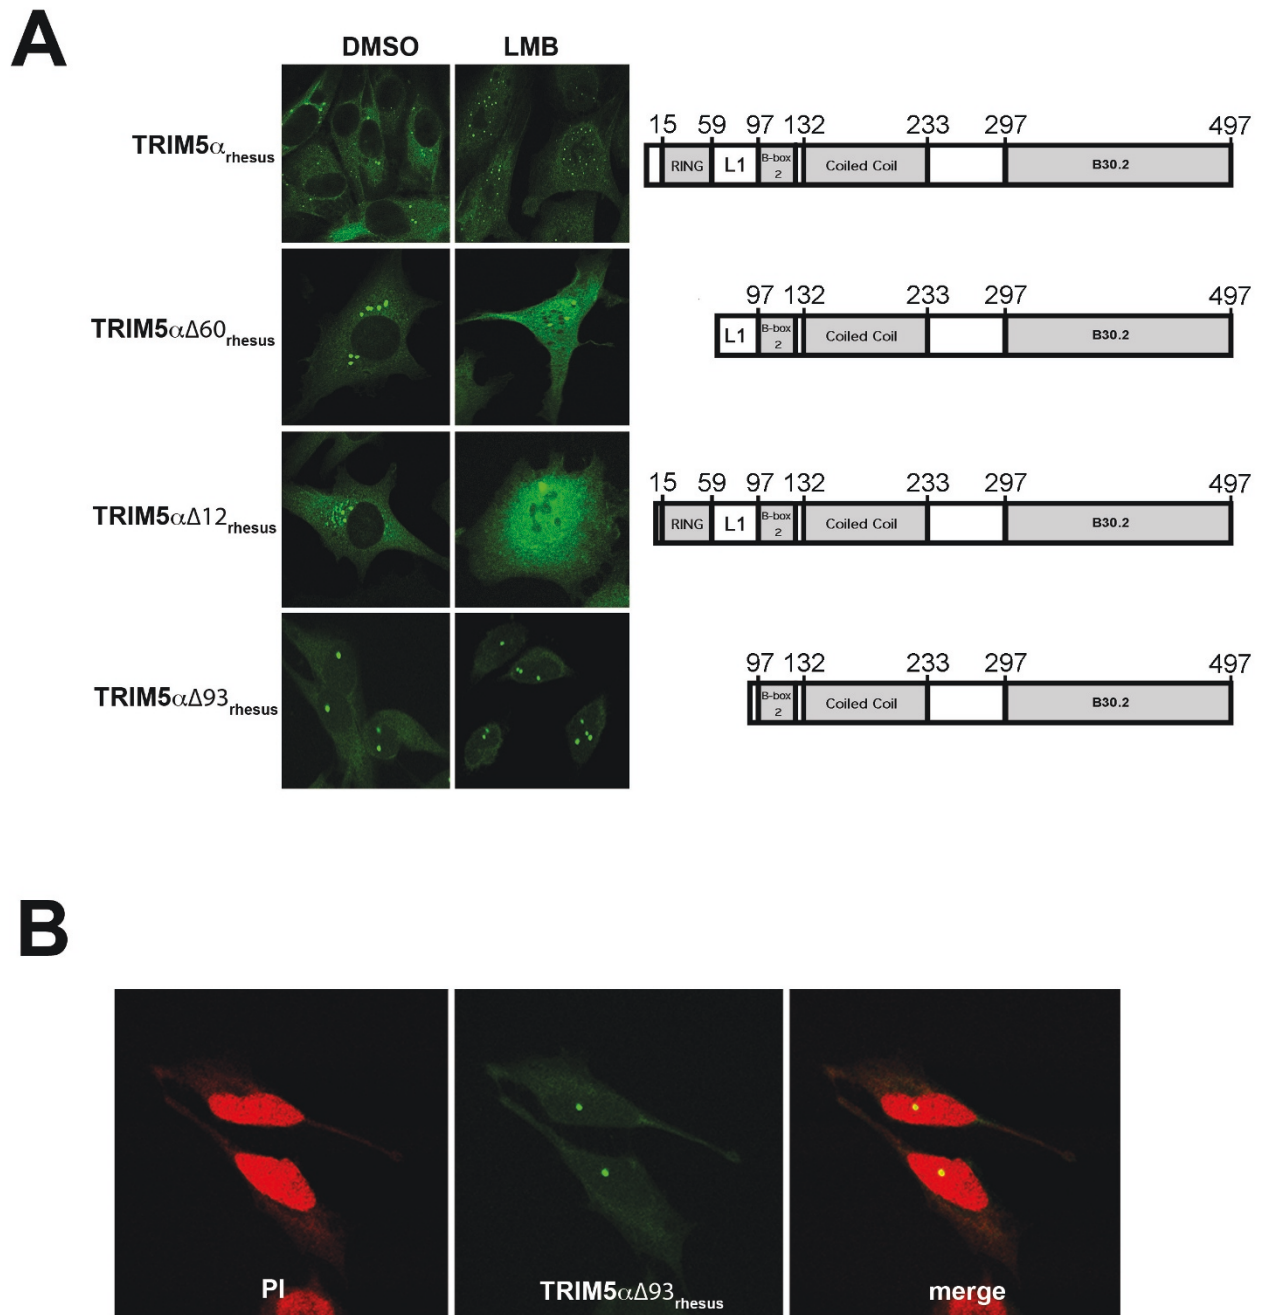 A
DMSO LMB
TRIM5αrhesus
15 59 97 132 233 297 497
RING L1 B-box 2 Coiled Coil B30.2
TRIM5αΔ60rhesus
97 132 233 297 497
L1 B-box 2 Coiled Coil B30.2
TRIM5αΔ12rhesus
15 59 97 132 233 297 497
RING L1 B-box 2 Coiled Coil B30.2
TRIM5αΔ93rhesus
97 132 233 297 497
B-box 2 Coiled Coil B30.2
B
PI TRIM5αΔ93rhesus merge